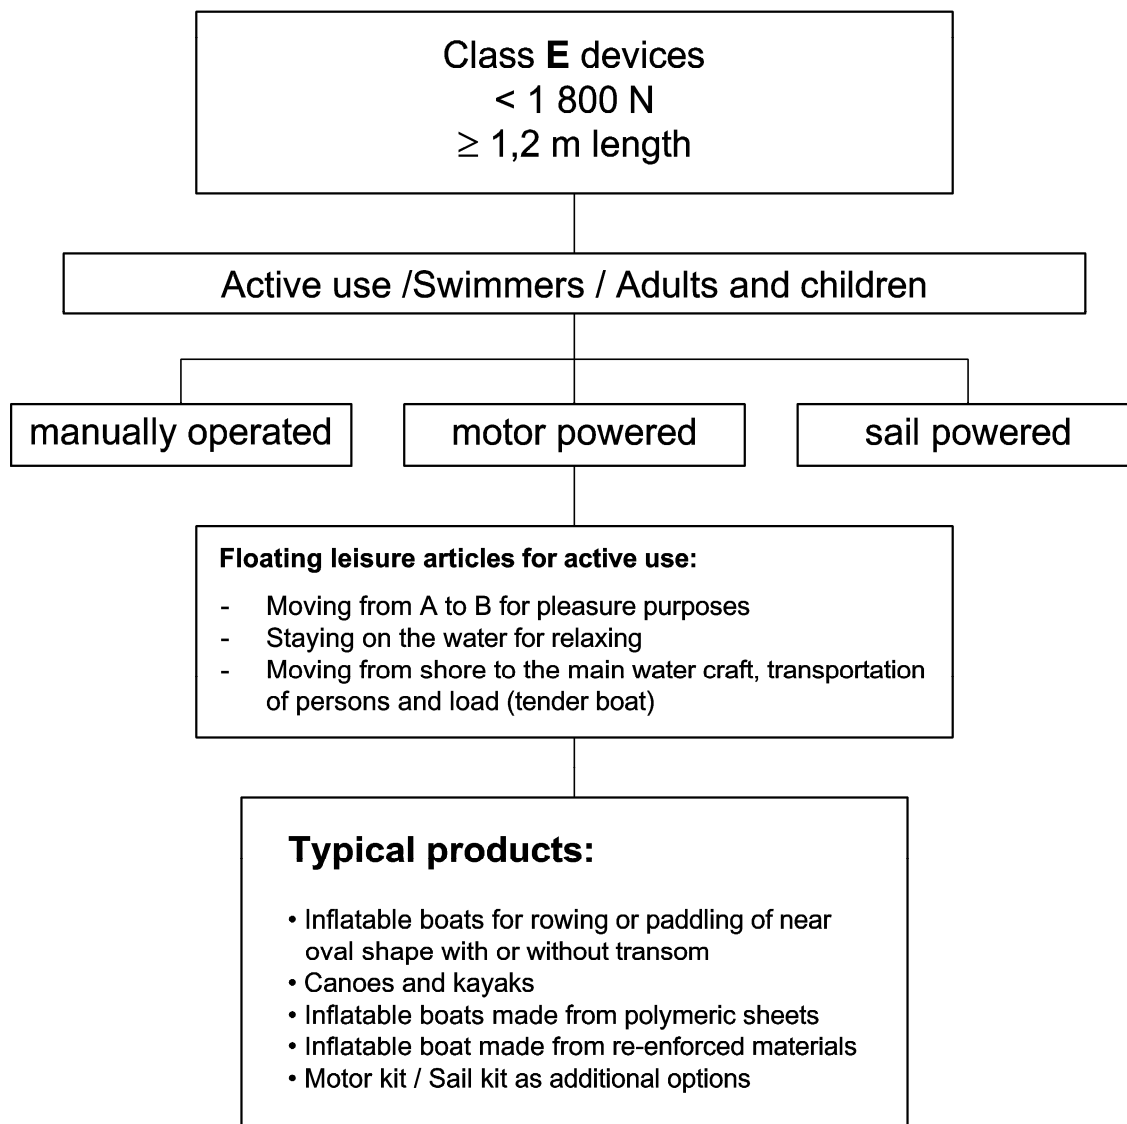 Class E devices
< 1 800 N
≥ 1,2 m length
Active use /Swimmers / Adults and children
manually operated
motor powered
sail powered
Floating leisure articles for active use:
- Moving from A to B for pleasure purposes
- Staying on the water for relaxing
- Moving from shore to the main water craft, transportation
of persons and load (tender boat)
Typical products:
• Inflatable boats for rowing or paddling of near
oval shape with or without transom
• Canoes and kayaks
• Inflatable boats made from polymeric sheets
• Inflatable boat made from re-enforced materials
• Motor kit / Sail kit as additional options